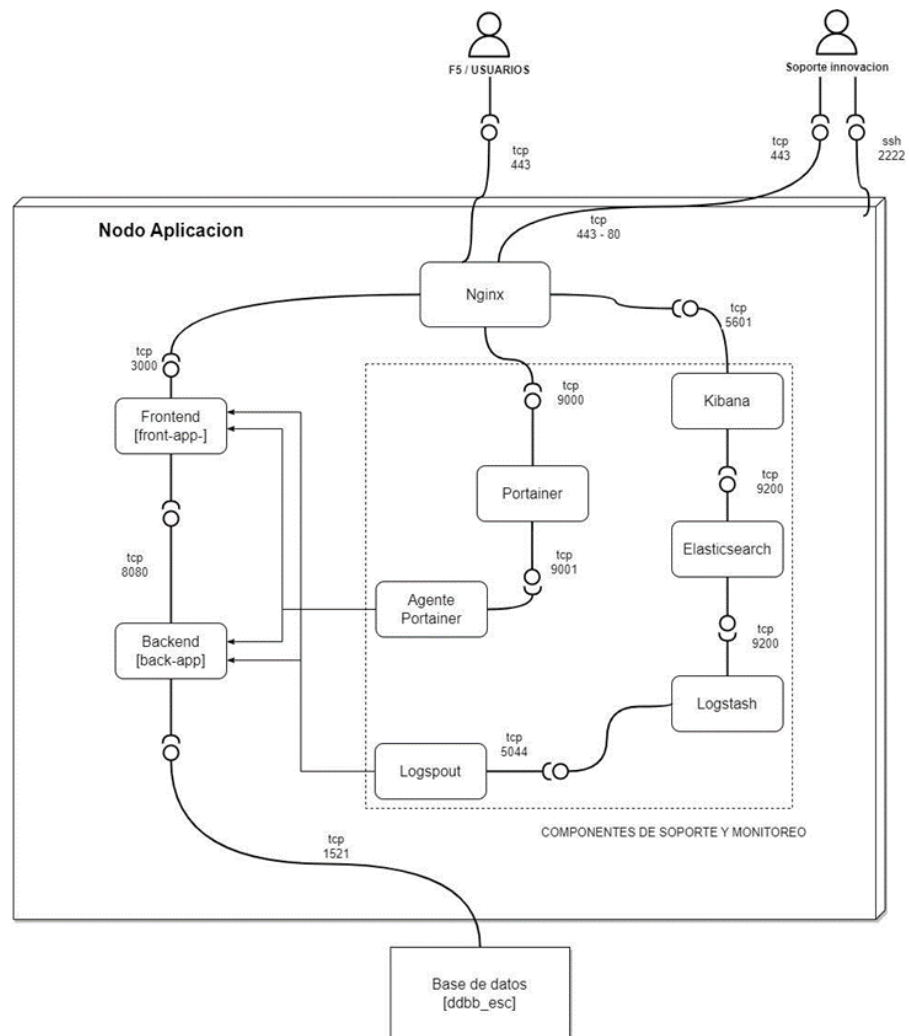 F5 / USUARIOS
Soporte innovacion
tcp
443
tcp
443
ssh
2222
Nodo Aplicacion
tcp
443 - 80
Nginx
tcp
5601
tcp
3000
tcp
9000
Kibana
Frontend
[front-app-]
tcp
9200
Portainer
Elasticsearch
tcp
8080
tcp
9001
Agente
Portainer
Backend
[back-app]
tcp
9200
Logstash
tcp
5044
Logspout
COMPONENTES DE SOPORTE Y MONITOREO
tcp
1521
Base de datos
[ddbb_esc]